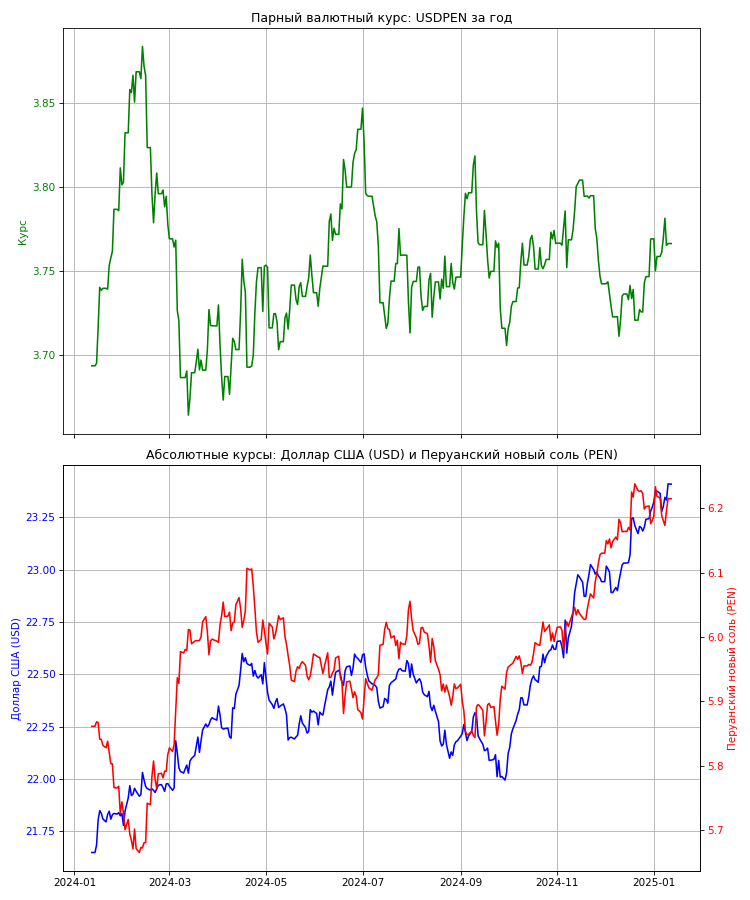 Парный валютный курс: USDPEN за год
3.85
3.80
3.75
3.70
Курс
Абсолютные курсы: Доллар США (USD) и Перуанский новый соль (PEN)
23.25
23.00
22.75
22.50
22.25
22.00
21.75
Доллар США (USD)
6.2
6.1
6.0
5.9
5.8
5.7
Перуанский новый соль (PEN)
2024-01 2024-03 2024-05 2024-07 2024-09 2024-11 2025-01